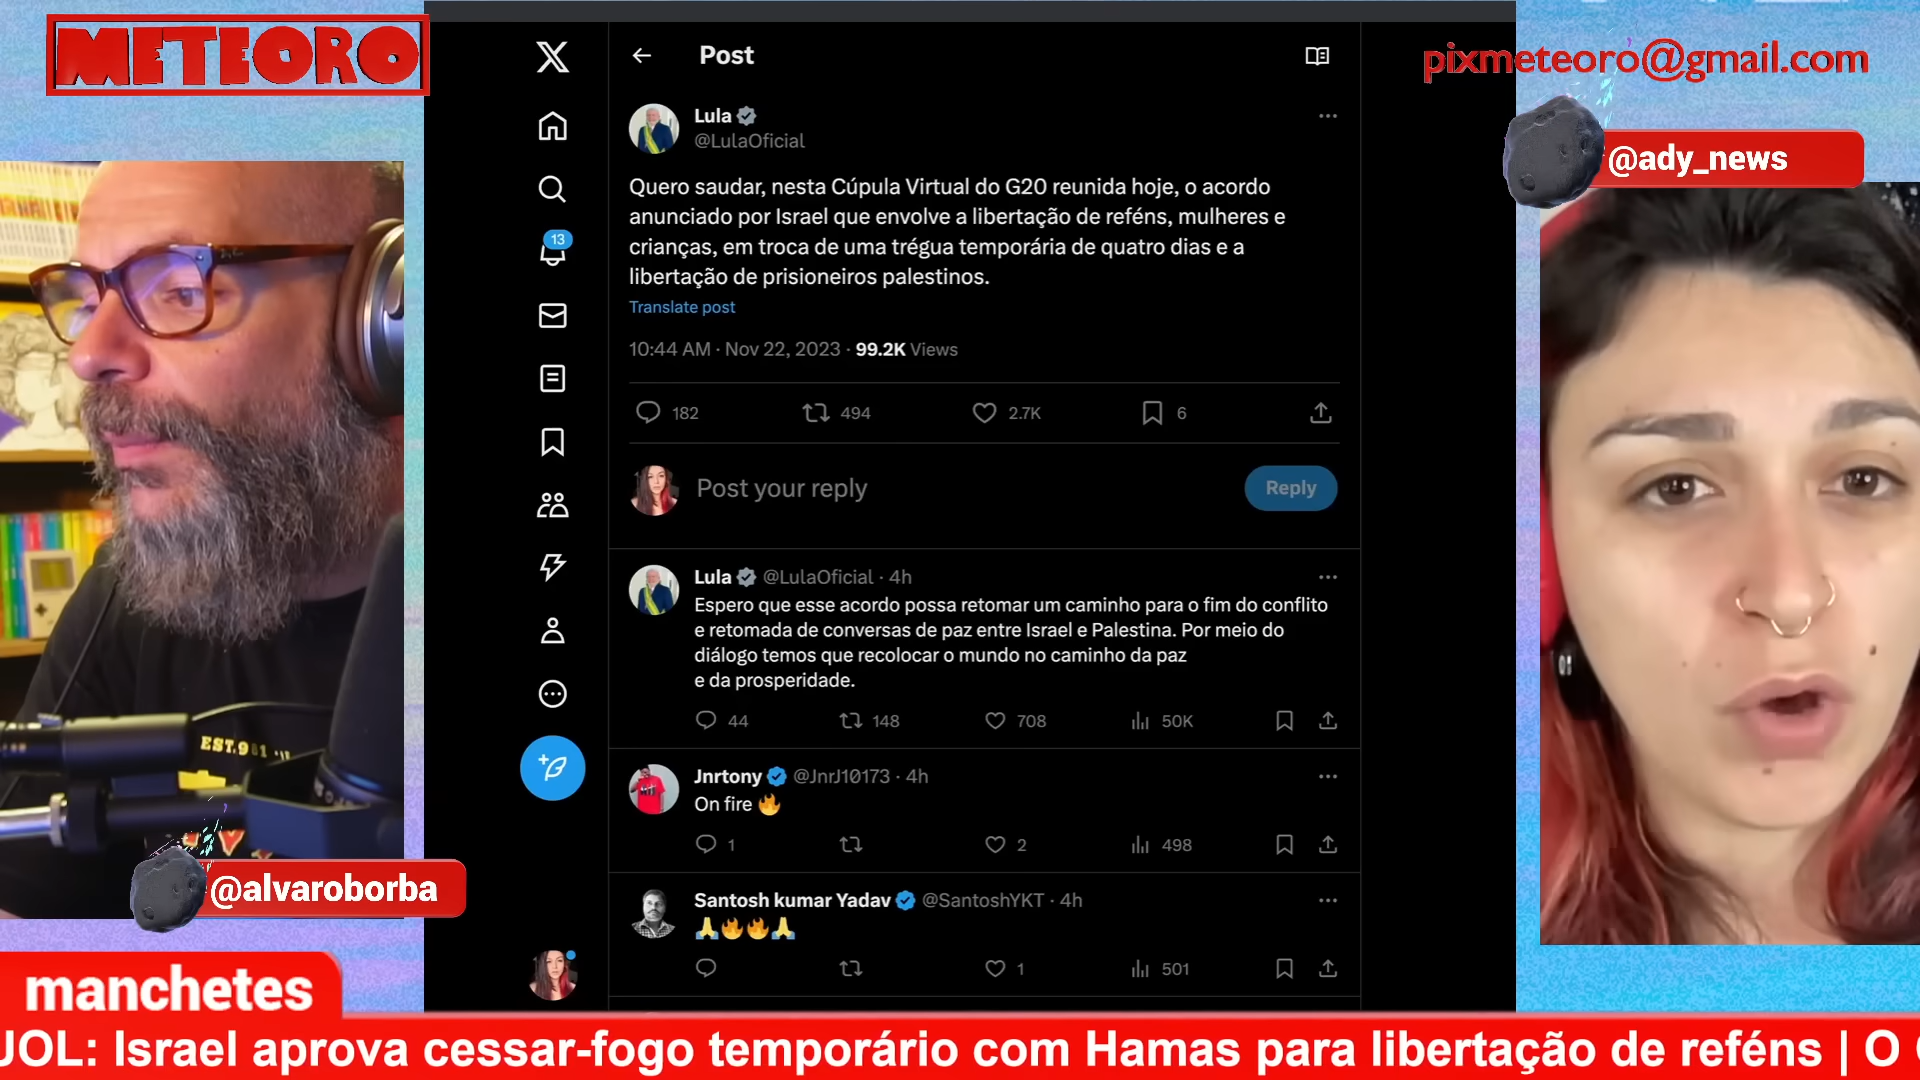 METEORO
pixmeteoro@gmail.com
@ady_news
Post
Lula
@LulaOficial
Quero saudar, nesta Cúpula Virtual do G20 reunida hoje, o acordo
anunciado por Israel que envolve a libertação de reféns, mulheres e
crianças, em troca de uma trégua temporária de quatro dias e a
libertação de prisioneiros palestinos.
Translate post
10:44 AM · Nov 22, 2023 · 99.2K Views
182 494 2.7K 6
13
Post your reply
Reply
Lula @LulaOficial · 4h
Espero que esse acordo possa retomar um caminho para o fim do conflito
e retomada de conversas de paz entre Israel e Palestina. Por meio do
diálogo temos que recolocar o mundo no caminho da paz
e da prosperidade.
44 148 708 50K
Jnrtony @JnrJ10173 · 4h
On fire 🔥
1 2 498
Santosh kumar Yadav @SantoshYKT · 4h
🙏🔥🔥🙏
1 501
@alvaroborba
manchetes
JOL: Israel aprova cessar-fogo temporário com Hamas para libertação de reféns | O